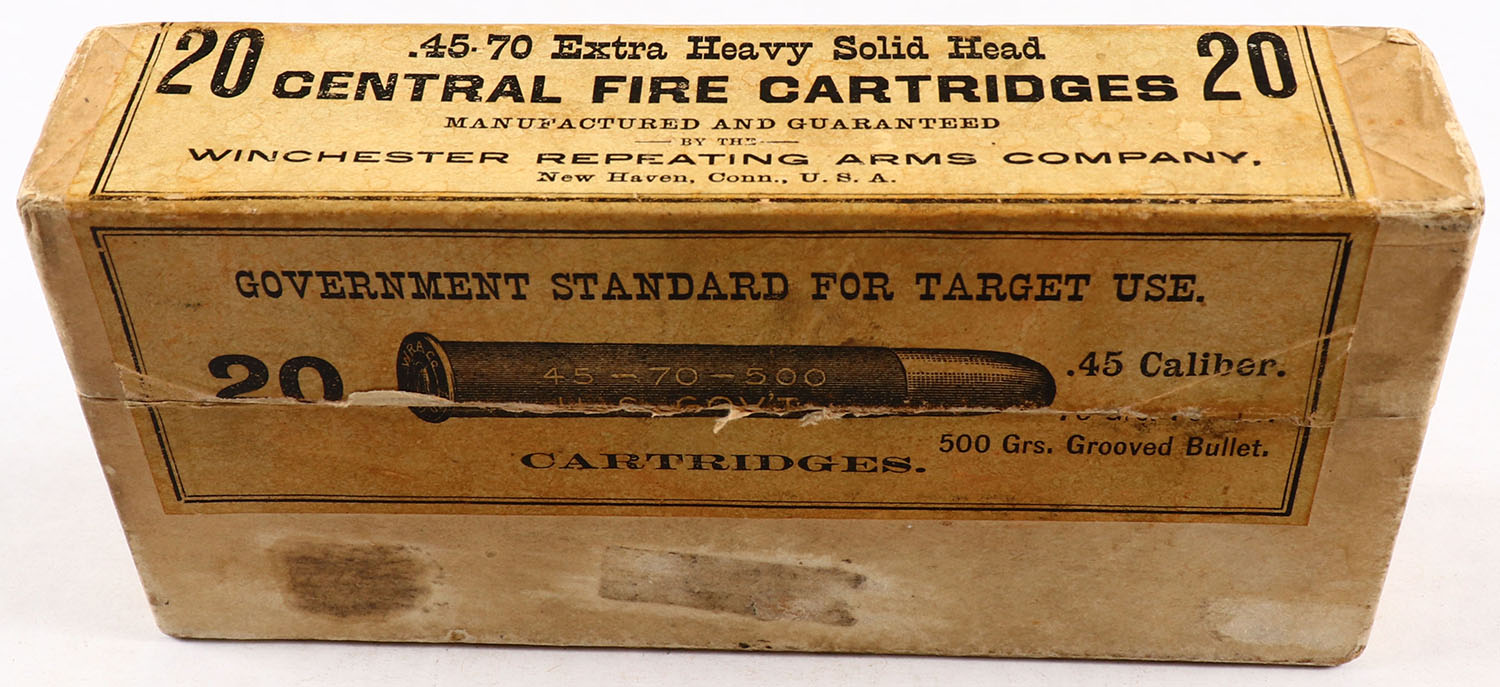 20 .45-70 Extra Heavy Solid Head 20
CENTRAL FIRE CARTRIDGES
MANUFACTURED AND GUARANTEED
BY THE
WINCHESTER REPEATING ARMS COMPANY,
New Haven, Conn., U. S. A.
GOVERNMENT STANDARD FOR TARGET USE.
W.R.A.CO.
20 45-70-500 .45 Caliber.
U.S. GOV'T
500 Grs. Grooved Bullet.
CARTRIDGES.